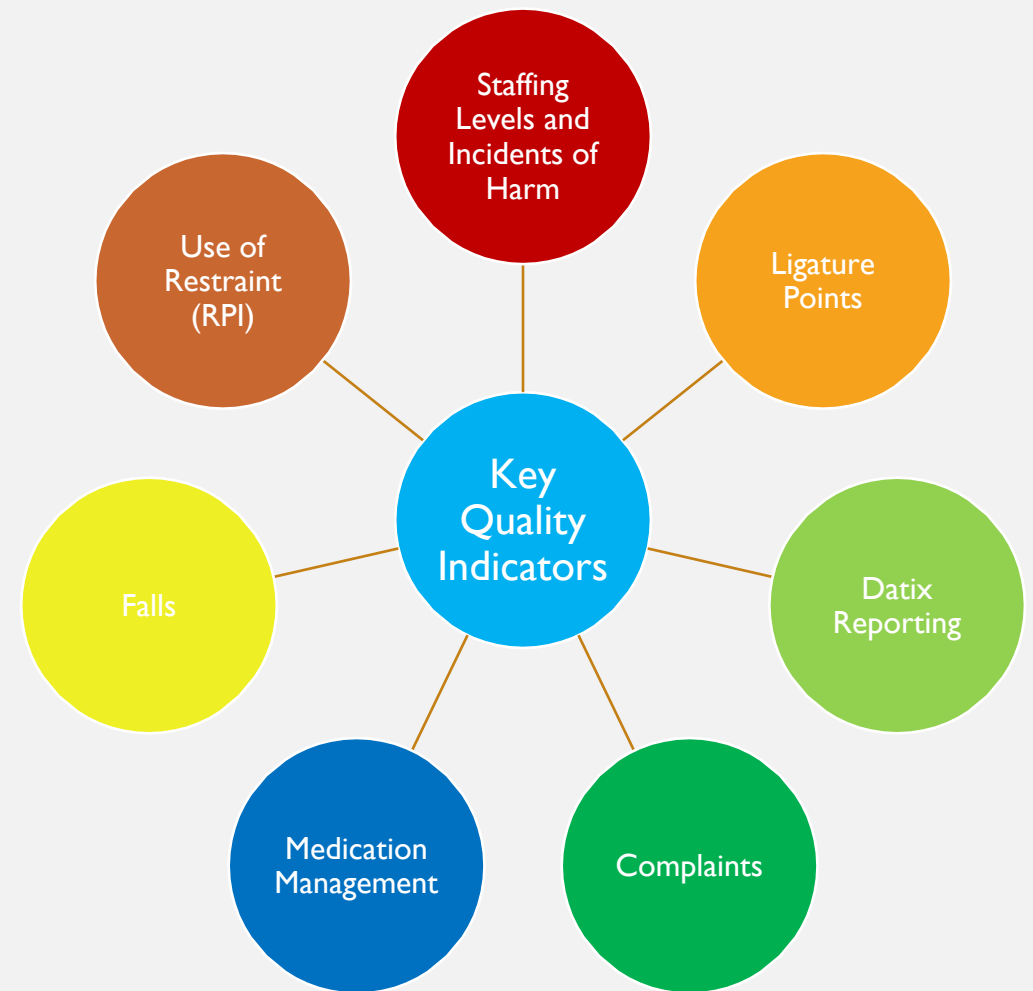 Staffing
Levels and
Incidents of
Harm
Use of
Restraint
(RPI)
Ligature
Points
Key
Quality
Indicators
Falls
Datix
Reporting
Medication
Management
Complaints